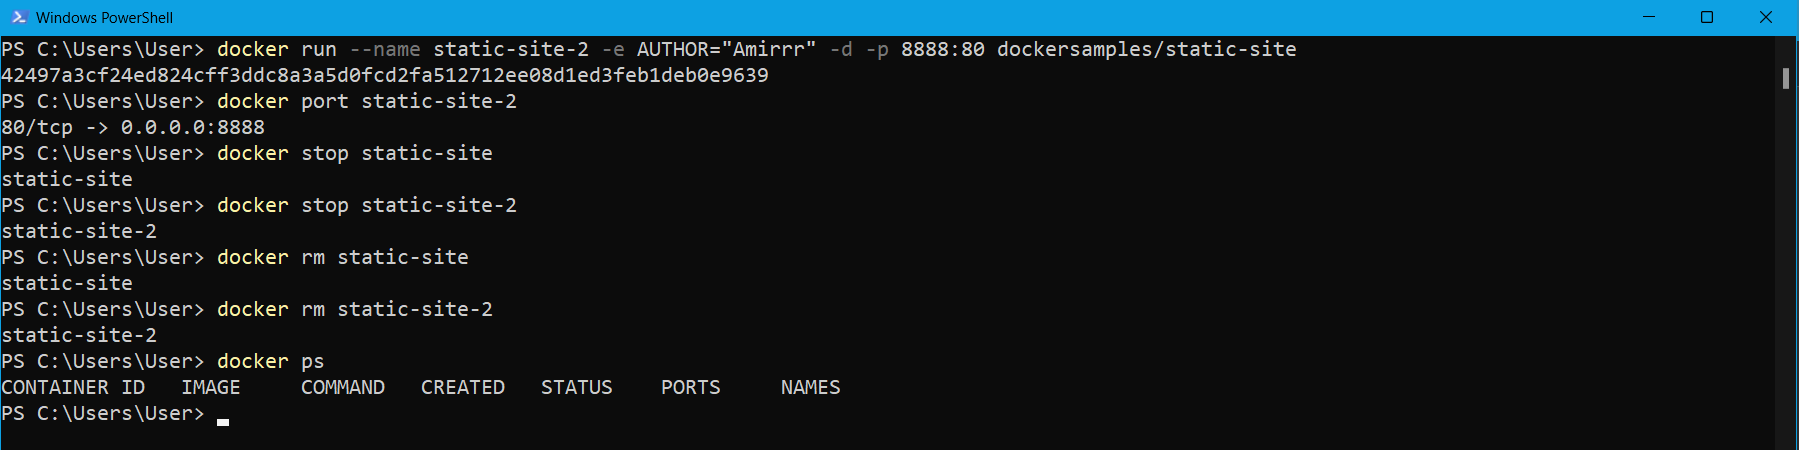 Windows PowerShell
PS C:\Users\User> docker run --name static-site-2 -e AUTHOR="Amirrr" -d -p 8888:80 dockersamples/static-site
42497a3cf24ed824cff3ddc8a3a5d0fcd2fa512712ee08d1ed3feb1deb0e9639
PS C:\Users\User> docker port static-site-2
80/tcp -> 0.0.0.0:8888
PS C:\Users\User> docker stop static-site
static-site
PS C:\Users\User> docker stop static-site-2
static-site-2
PS C:\Users\User> docker rm static-site
static-site
PS C:\Users\User> docker rm static-site-2
static-site-2
PS C:\Users\User> docker ps
CONTAINER ID   IMAGE     COMMAND   CREATED   STATUS    PORTS     NAMES
PS C:\Users\User>